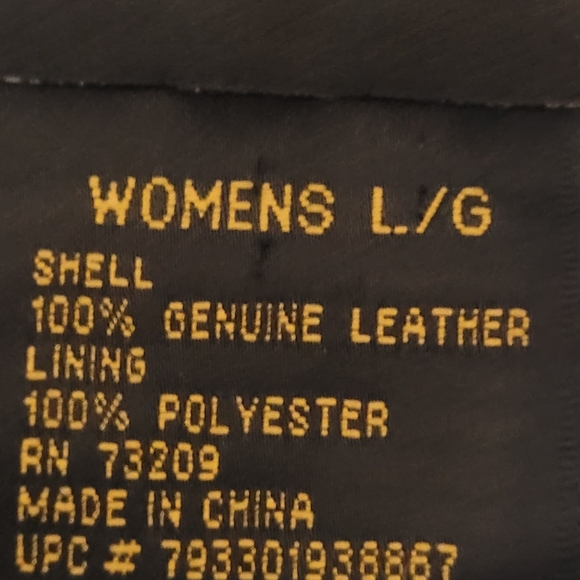 WOMENS L/G
SHELL
100% GENUINE LEATHER
LINING
100% POLYESTER
RN 73209
MADE IN CHINA
UPC # 793301938867